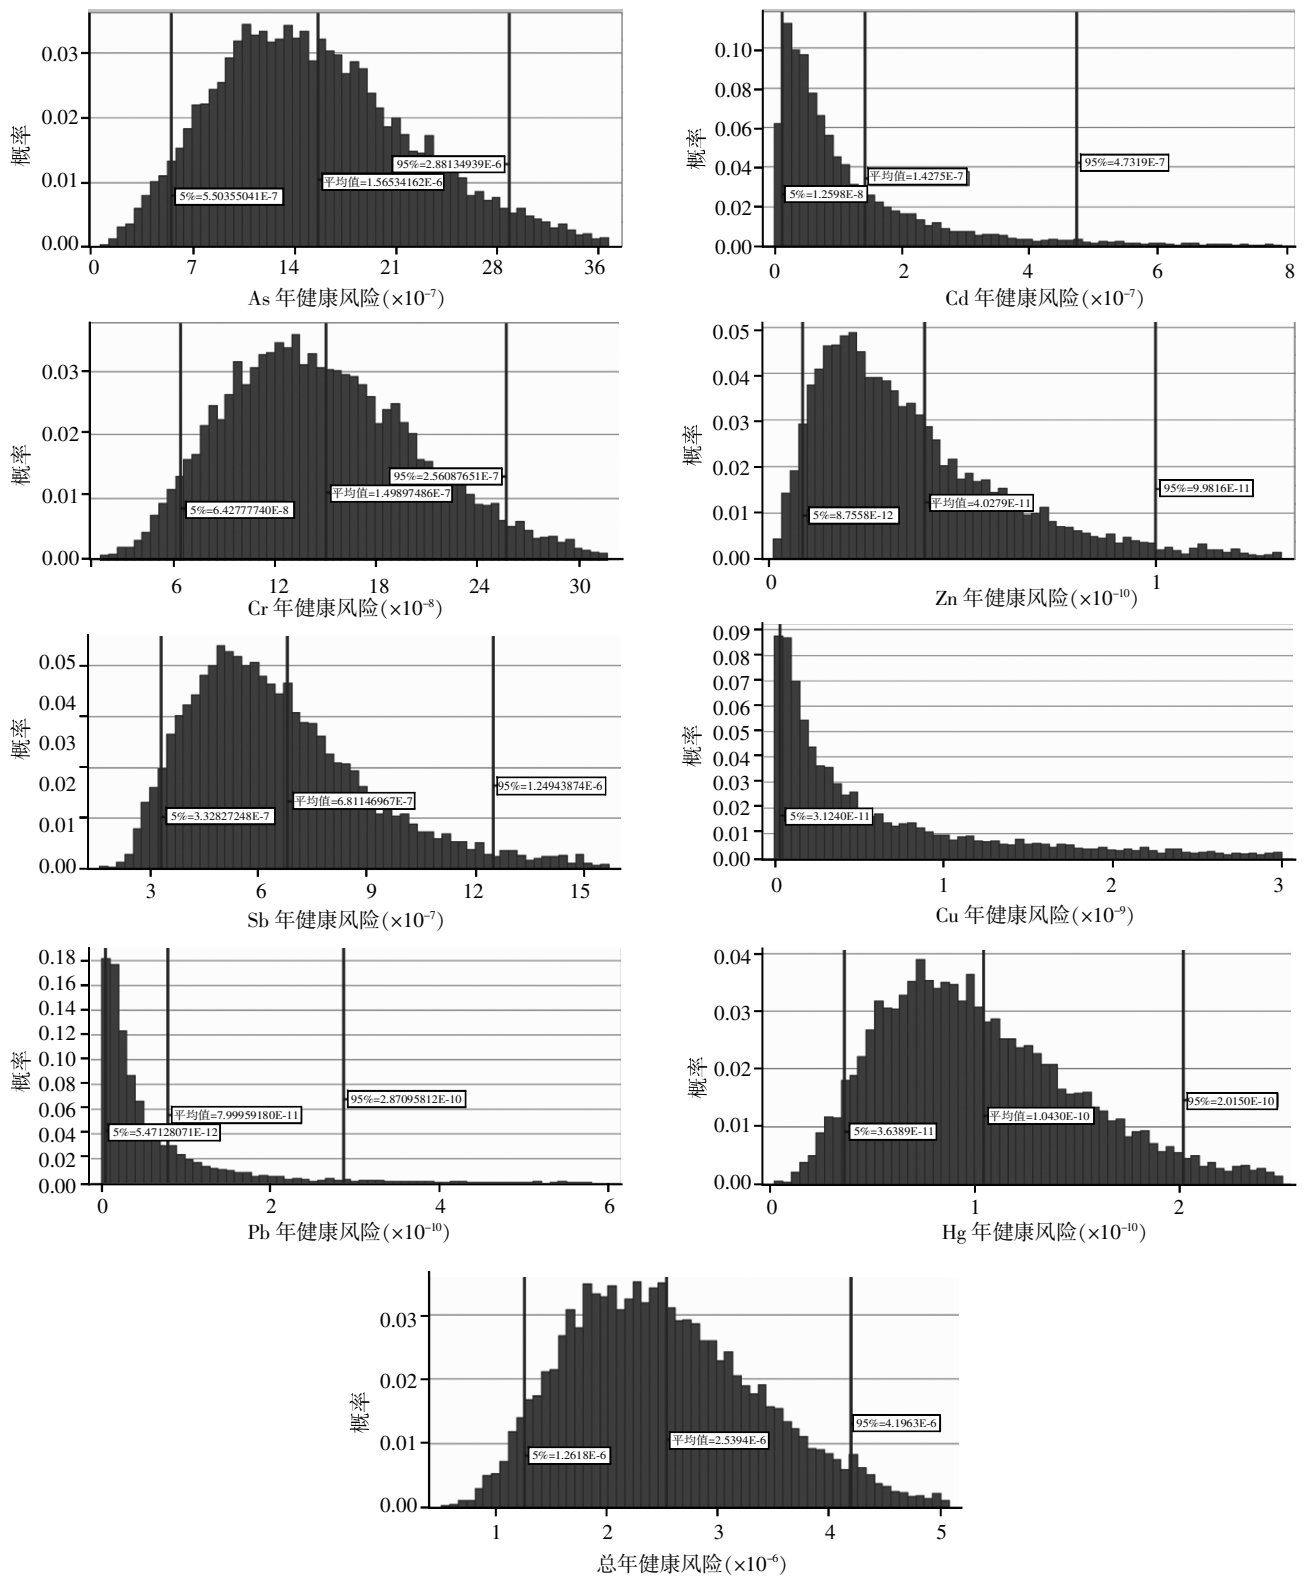 0.03
0.02
0.01
0.00
概率
5%=5.50355041E-7
平均值=1.56534162E-6
95%=2.88134939E-6
0 7 14 21 28 36
As 年健康风险(×10⁻⁷)
0.10
0.08
0.06
0.04
0.02
0.00
概率
5%=1.2598E-8
平均值=1.4275E-7
95%=4.7319E-7
0 2 4 6 8
Cd 年健康风险(×10⁻⁷)
0.03
0.02
0.01
0.00
概率
5%=6.42777740E-8
平均值=1.49897486E-7
95%=2.56087651E-7
6 12 18 24 30
Cr 年健康风险(×10⁻⁸)
0.05
0.04
0.03
0.02
0.01
0.00
概率
5%=8.7558E-12
平均值=4.0279E-11
95%=9.9816E-11
0 1
Zn 年健康风险(×10⁻¹⁰)
0.05
0.04
0.03
0.02
0.01
0.00
概率
5%=3.32827248E-7
平均值=6.81146967E-7
95%=1.24943874E-6
3 6 9 12 15
Sb 年健康风险(×10⁻⁷)
0.09
0.08
0.07
0.06
0.05
0.04
0.03
0.02
0.01
0.00
概率
5%=3.1240E-11
0 1 2 3
Cu 年健康风险(×10⁻⁹)
0.18
0.16
0.14
0.12
0.10
0.08
0.06
0.04
0.02
0.00
概率
5%=5.47128071E-12
平均值=7.99959180E-11
95%=2.87095812E-10
0 2 4 6
Pb 年健康风险(×10⁻¹⁰)
0.04
0.03
0.02
0.01
0.00
概率
5%=3.6389E-11
平均值=1.0430E-10
95%=2.0150E-10
0 1 2
Hg 年健康风险(×10⁻¹⁰)
0.03
0.02
0.01
0.00
概率
5%=1.2618E-6
平均值=2.5394E-6
95%=4.1963E-6
1 2 3 4 5
总年健康风险(×10⁻⁶)